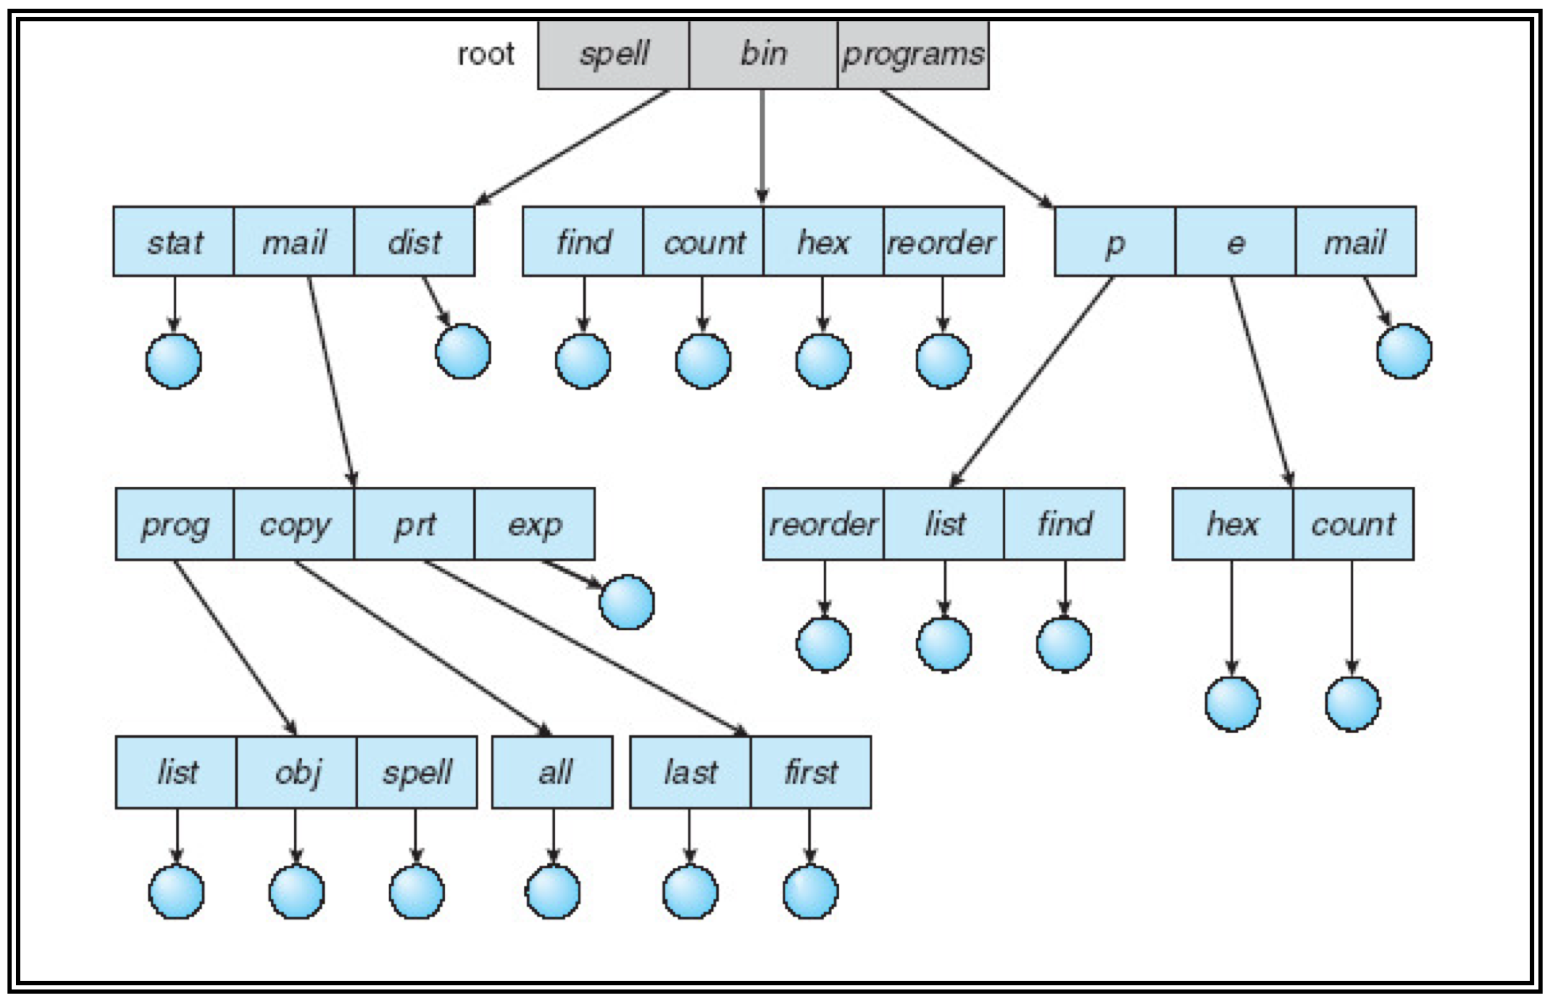 root spell bin programs
stat mail dist find count hex reorder p e mail
prog copy prt exp reorder list find hex count
list obj spell all last first